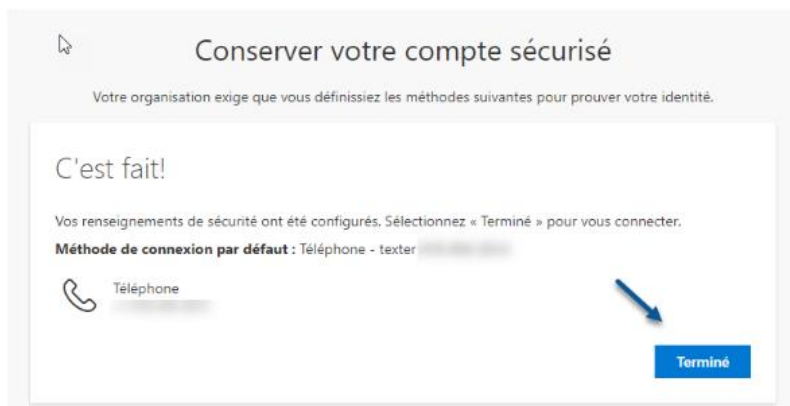 Conserver votre compte sécurisé
Votre organisation exige que vous définissiez les méthodes suivantes pour prouver votre identité.
C'est fait!
Vos renseignements de sécurité ont été configurés. Sélectionnez « Terminé » pour vous connecter.
Méthode de connexion par défaut : Téléphone - texter
Téléphone
Terminé